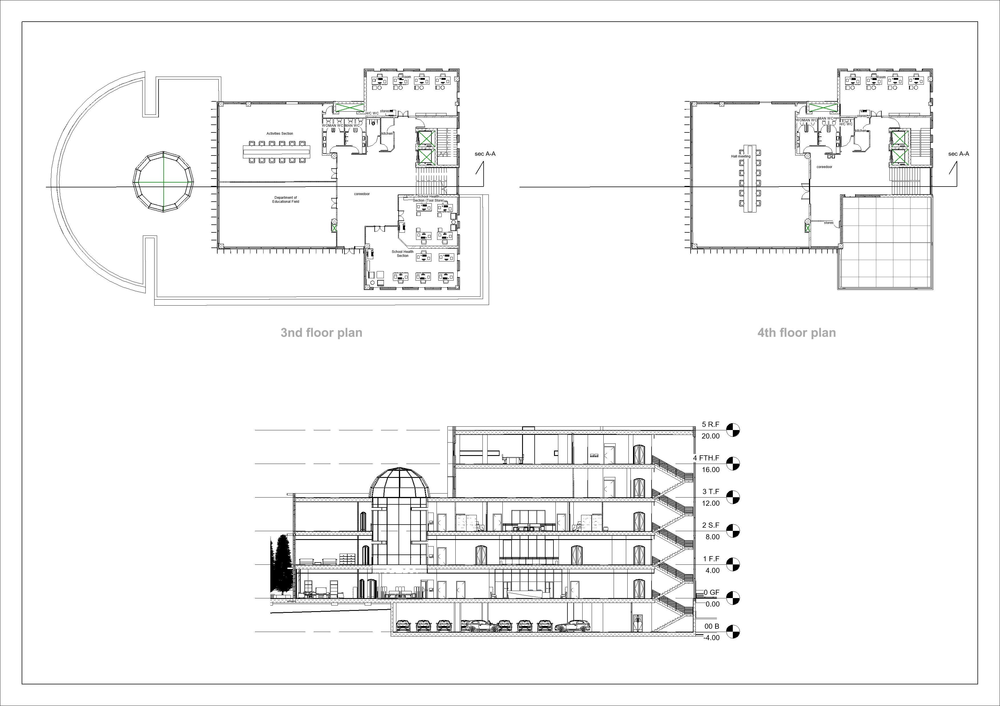 Room
stores
H/C WC
WOMAN WC
MAN WC
kitchen
Activities Section
sec A-A
coreedoor
Department of
Educational Field
School Health
Section (Tool Store)
School Health
Section
3nd floor plan
Room
stores
WOMAN WC
MAN WC
H/C WC
kitchen
Hall meeting
sec A-A
coreedoor
stores
4th floor plan
5 R.F
20.00
4 FTH.F
16.00
3 T.F
12.00
2 S.F
8.00
1 F.F
4.00
0 GF
0.00
00 B
-4.00